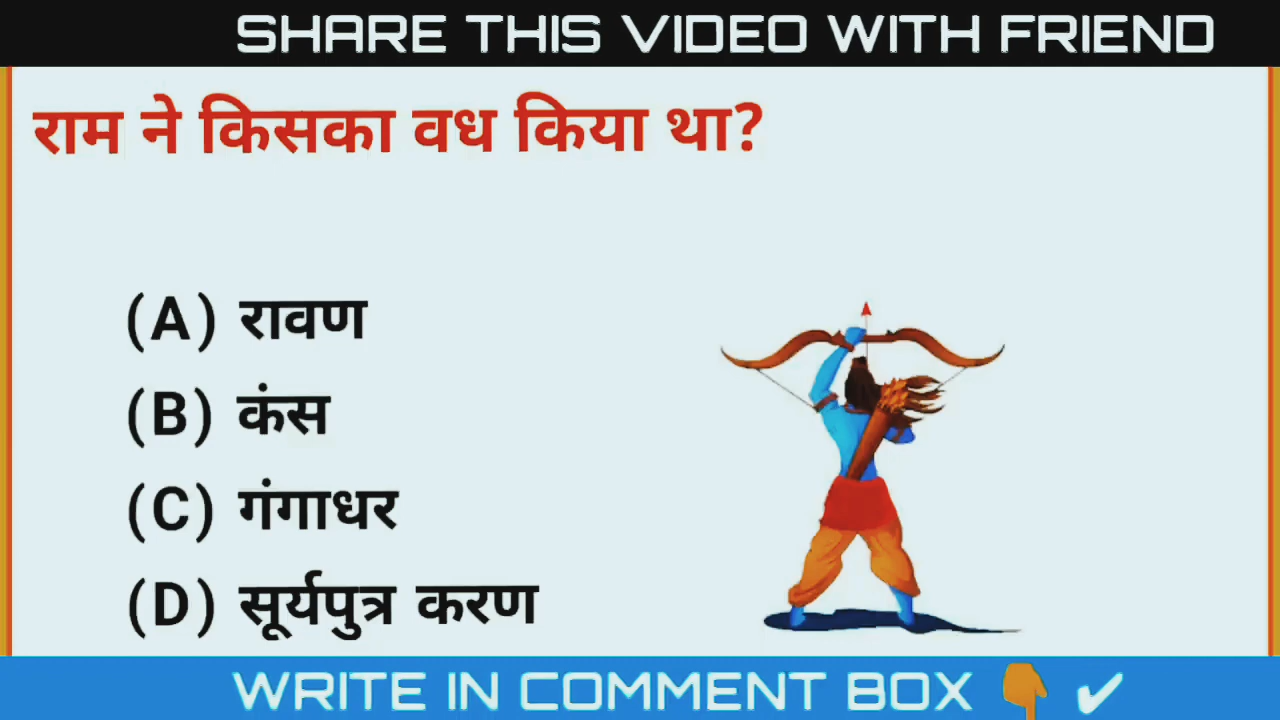 SHARE THIS VIDEO WITH FRIEND
राम ने किसका वध किया था?
(A) रावण
(B) कंस
(C) गंगाधर
(D) सूर्यपुत्र करण
WRITE IN COMMENT BOX 👇 ✔